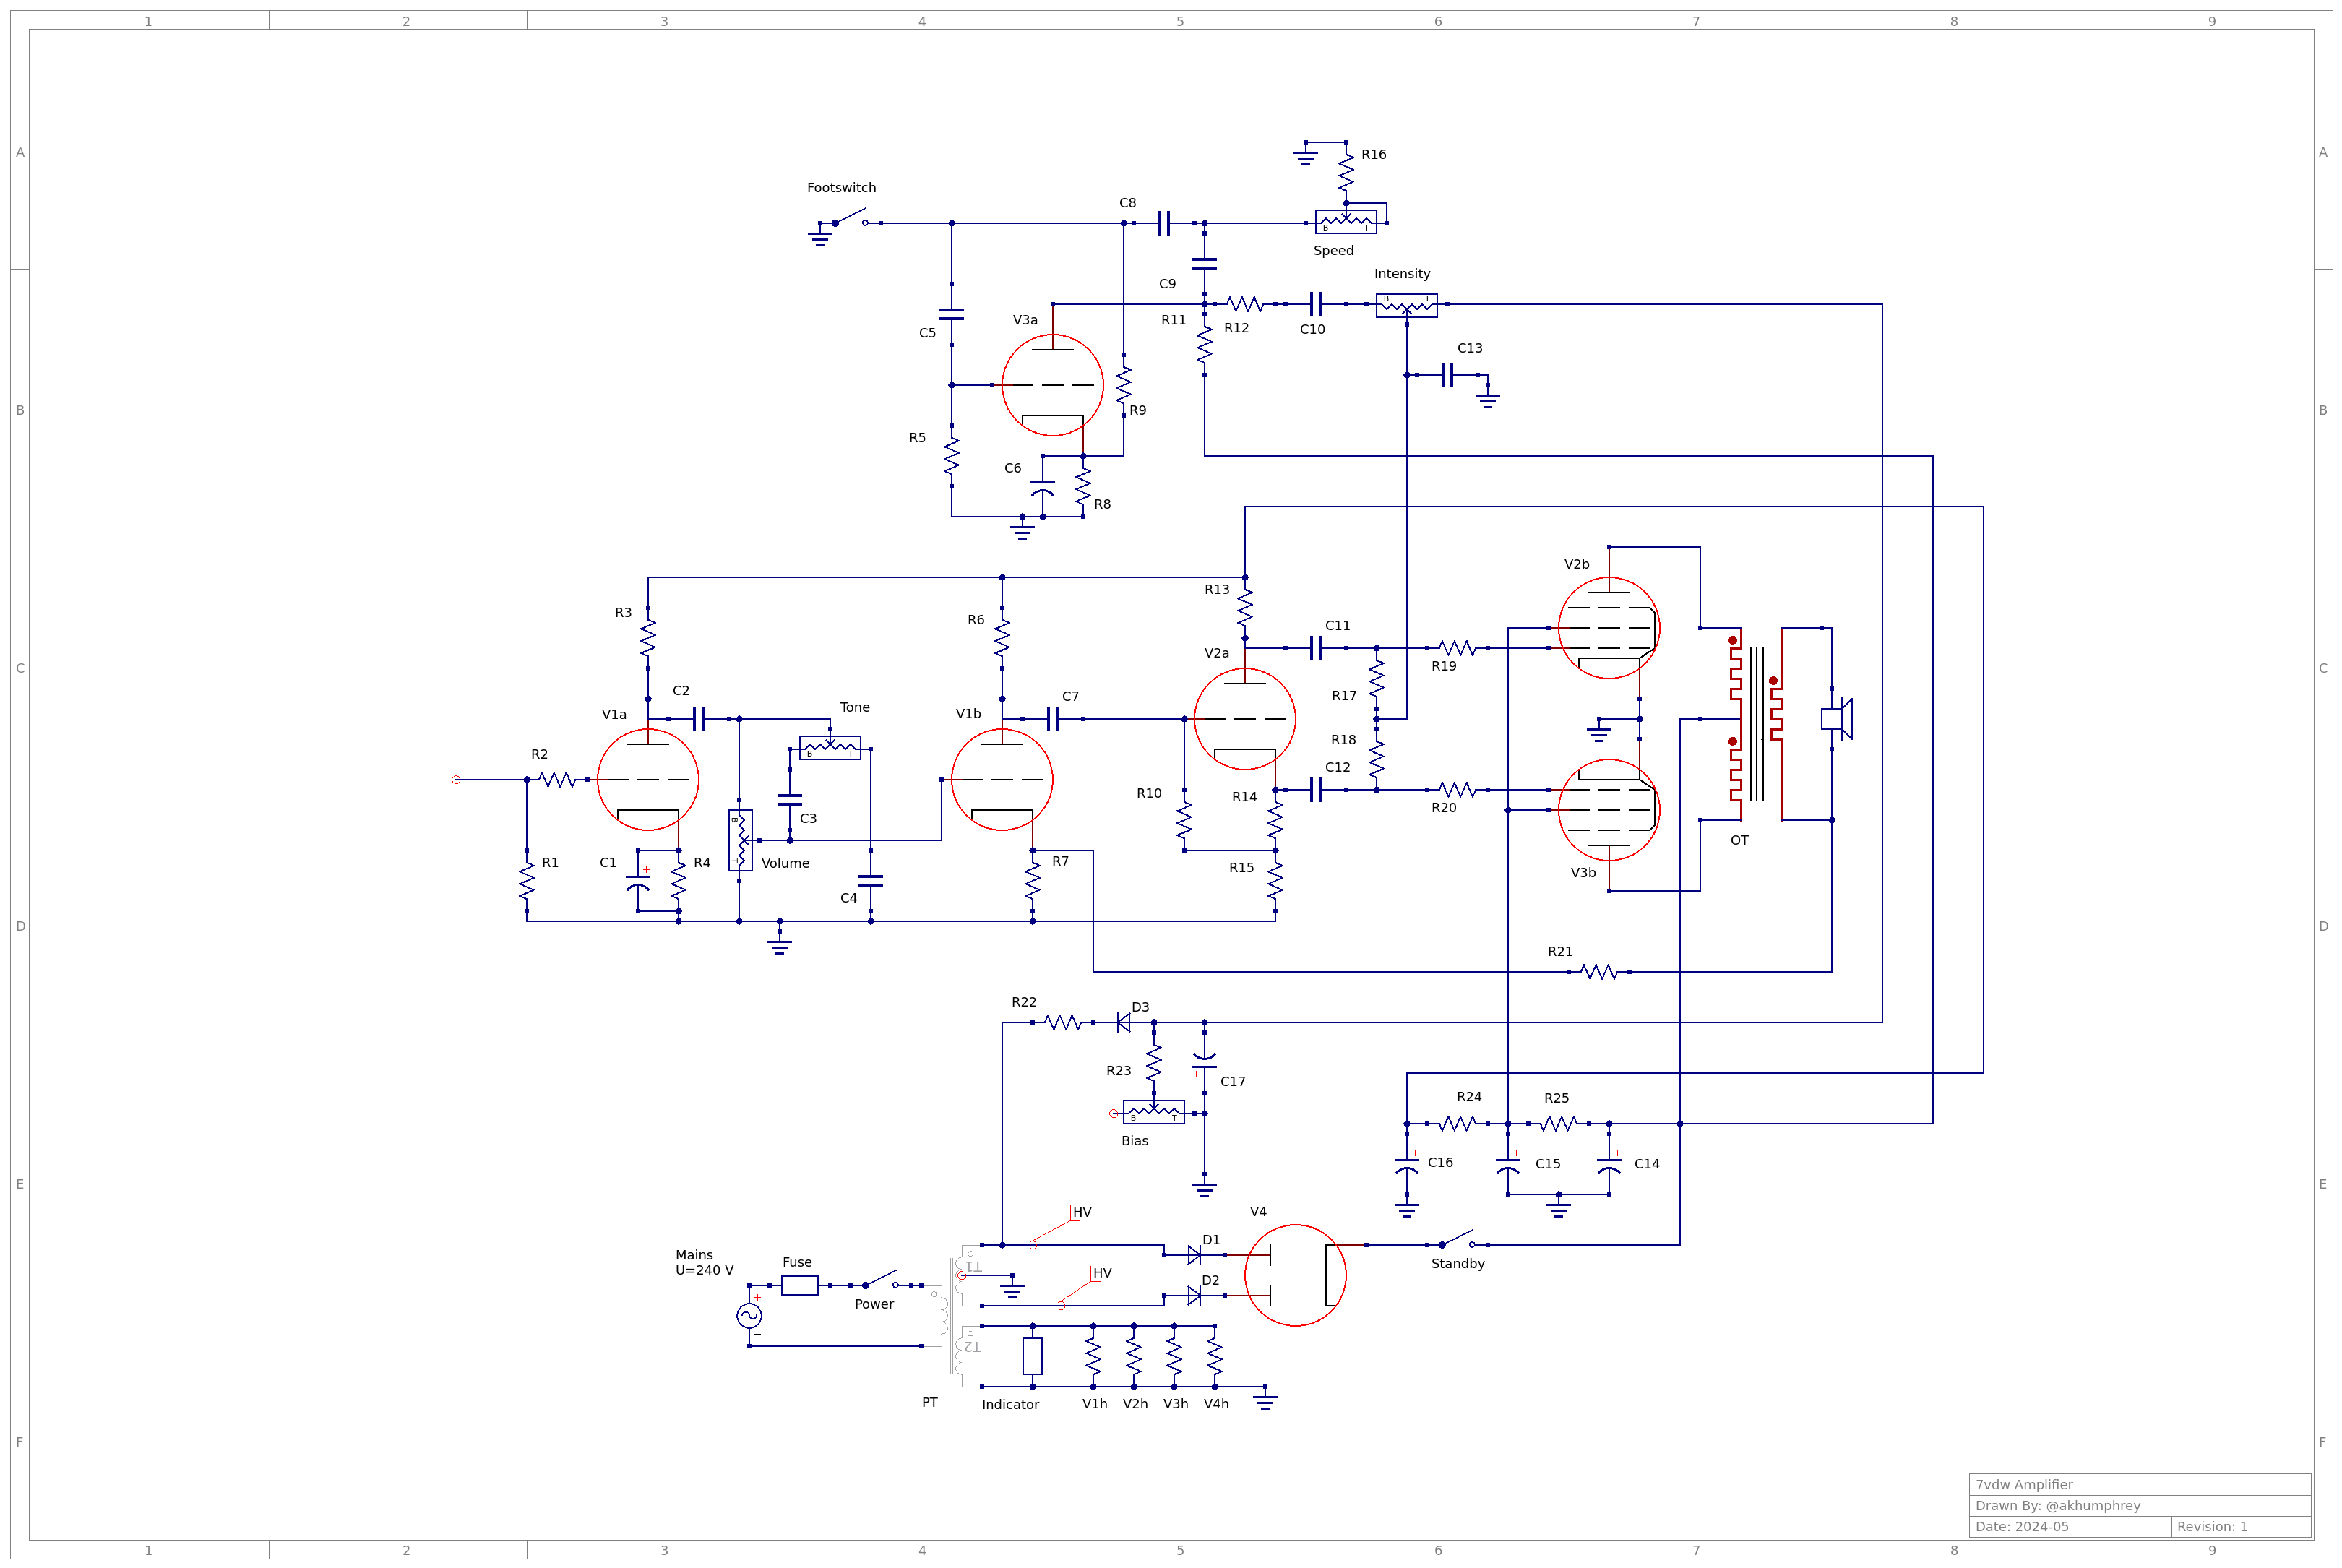 1 2 3 4 5 6 7 8 9
A A
R16
Footswitch
C8
B T
Speed
Intensity
C9
B T
V3a R11 R12 C10
C5
C13
B B
R9
R5
C6 +
R8
V2b
R13
R3 R6
C11
C C
R19
V2a
R17
C2 C7
Tone
V1a V1b
R18
R2
B T
C12
R10 R14
R20
C3
B
OT
T
R1 C1 R4 Volume R7
R15
+
V3b
C4
D D
R21
R22 D3
R23
+ C17
R24 R25
B T
Bias
+ + +
C16 C15 C14
E E
HV V4
D1
Mains
U=240 V
Fuse
T1
HV
Standby
D2
Power
+
−
T2
PT Indicator V1h V2h V3h V4h
F F
7vdw Amplifier
Drawn By: @akhumphrey
Date: 2024-05 Revision: 1
1 2 3 4 5 6 7 8 9